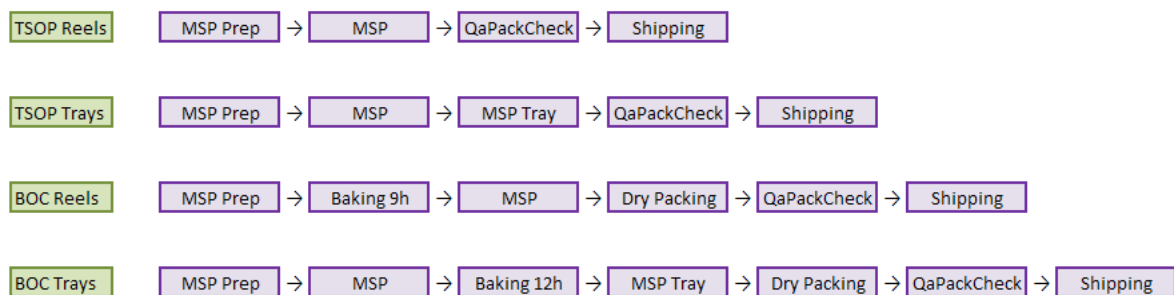 TSOP Reels MSP Prep → MSP → QaPackCheck → Shipping
TSOP Trays MSP Prep → MSP → MSP Tray → QaPackCheck → Shipping
BOC Reels MSP Prep → Baking 9h → MSP → Dry Packing → QaPackCheck → Shipping
BOC Trays MSP Prep → MSP → Baking 12h → MSP Tray → Dry Packing → QaPackCheck → Shipping